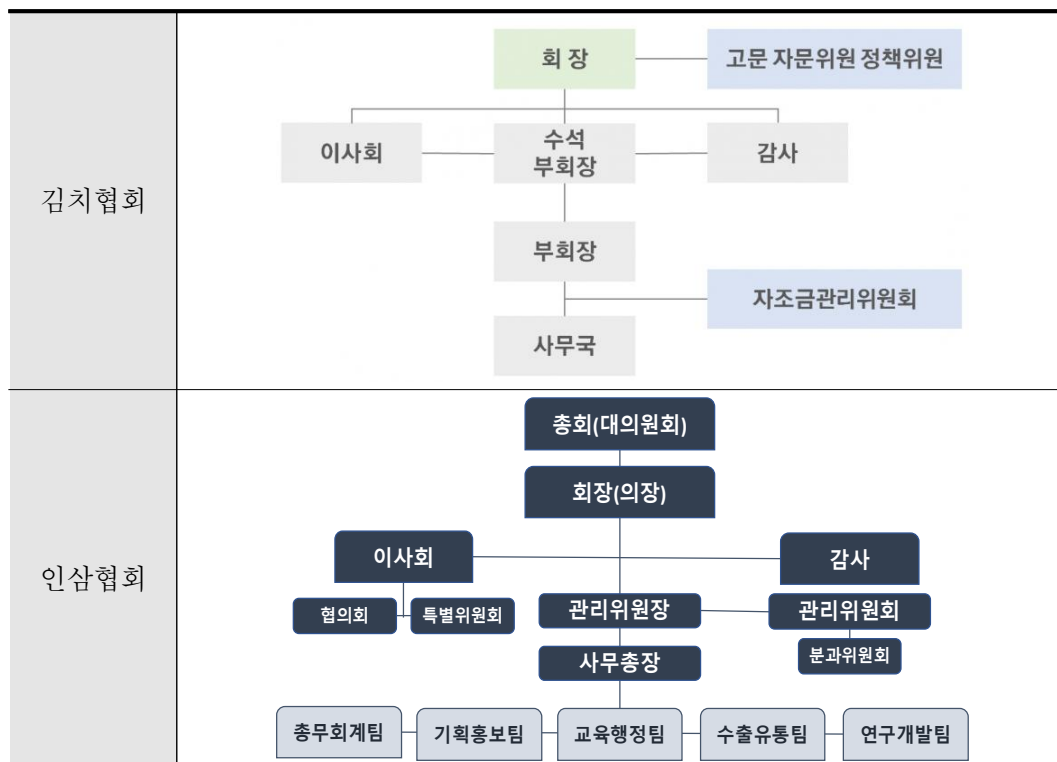 김치협회
회 장
고문 자문위원 정책위원
이사회
수석
부회장
감사
부회장
자조금관리위원회
사무국
인삼협회
총회(대의원회)
회장(의장)
이사회
감사
협의회
특별위원회
관리위원장
관리위원회
사무총장
분과위원회
총무회계팀
기획홍보팀
교육행정팀
수출유통팀
연구개발팀